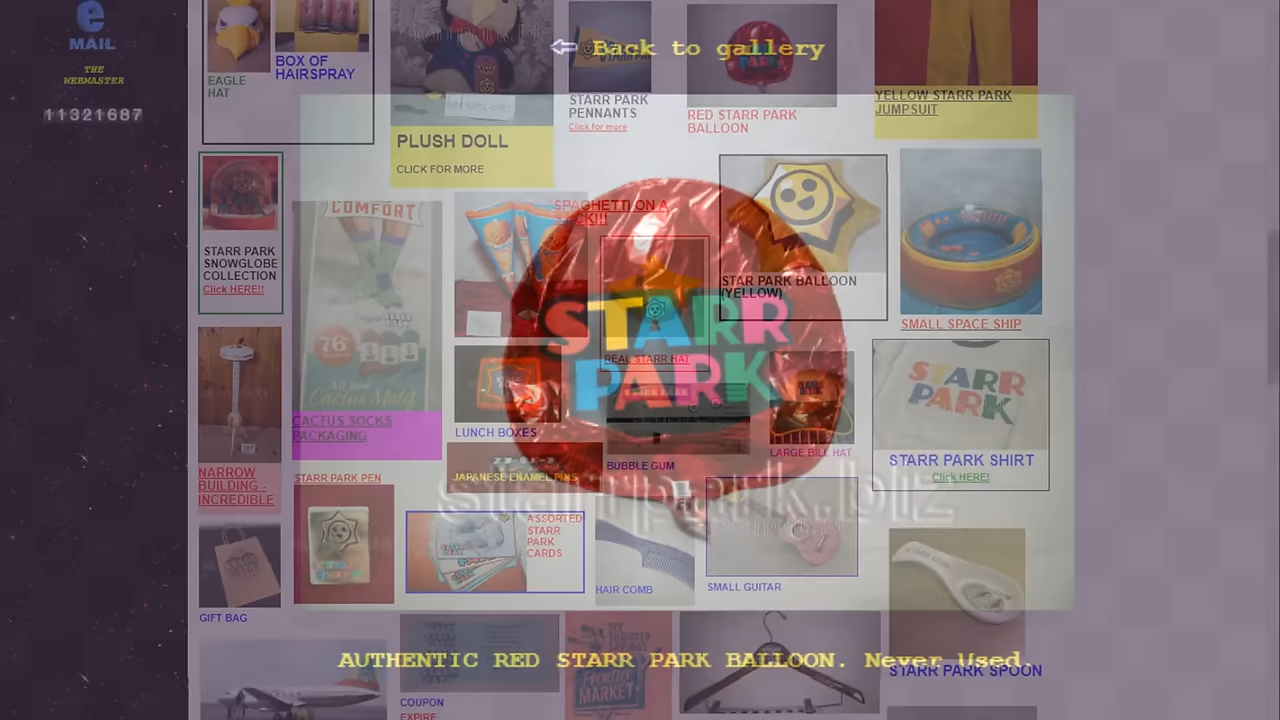 e
MAIL
THE
WEBMASTER
11321687
← Back to gallery
EAGLE
HAT
BOX OF
HAIRSPRAY
PLUSH DOLL
CLICK FOR MORE
STARR PARK
PENNANTS
Click for more
RED STARR PARK
BALLOON
YELLOW STARR PARK
JUMPSUIT
STARR PARK
SNOWGLOBE
COLLECTION
Click HERE!!
COMFORT
76
CACTUS SOCKS
PACKAGING
SPAGHETTI ON A
STAR PARK BALLOON
(YELLOW)
SMALL SPACE SHIP
STARR
PARK
REAL STARR HAT
LUNCH BOXES
BUBBLE GUM
LARGE BILL HAT
STARR
PARK
STARR PARK SHIRT
Click HERE!
NARROW
BUILDING -
INCREDIBLE
JAPANESE ENAMEL PINS
STARR PARK PEN
starrpark.biz
ASSORTED
STARR
PARK
CARDS
HAIR COMB
SMALL GUITAR
GIFT BAG
AUTHENTIC RED STARR PARK BALLOON. Never Used.
STARR PARK SPOON
MARKET!
COUPON
EXPIRE